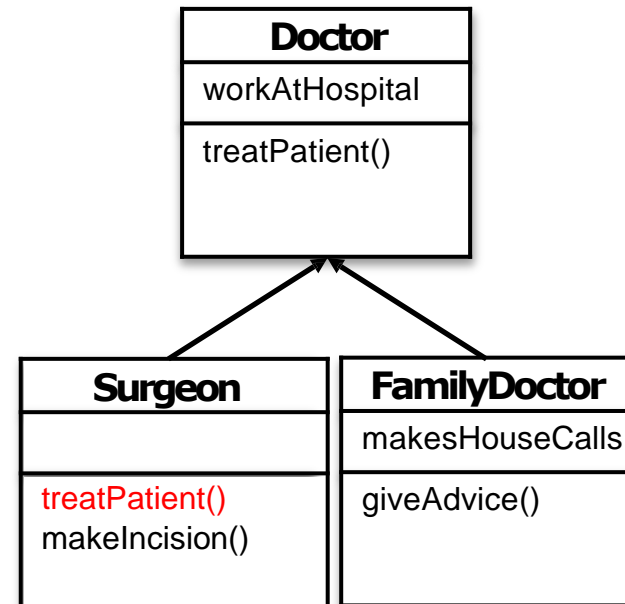 Doctor
workAtHospital
treatPatient()
Surgeon
treatPatient()
makeIncision()
FamilyDoctor
makesHouseCalls
giveAdvice()